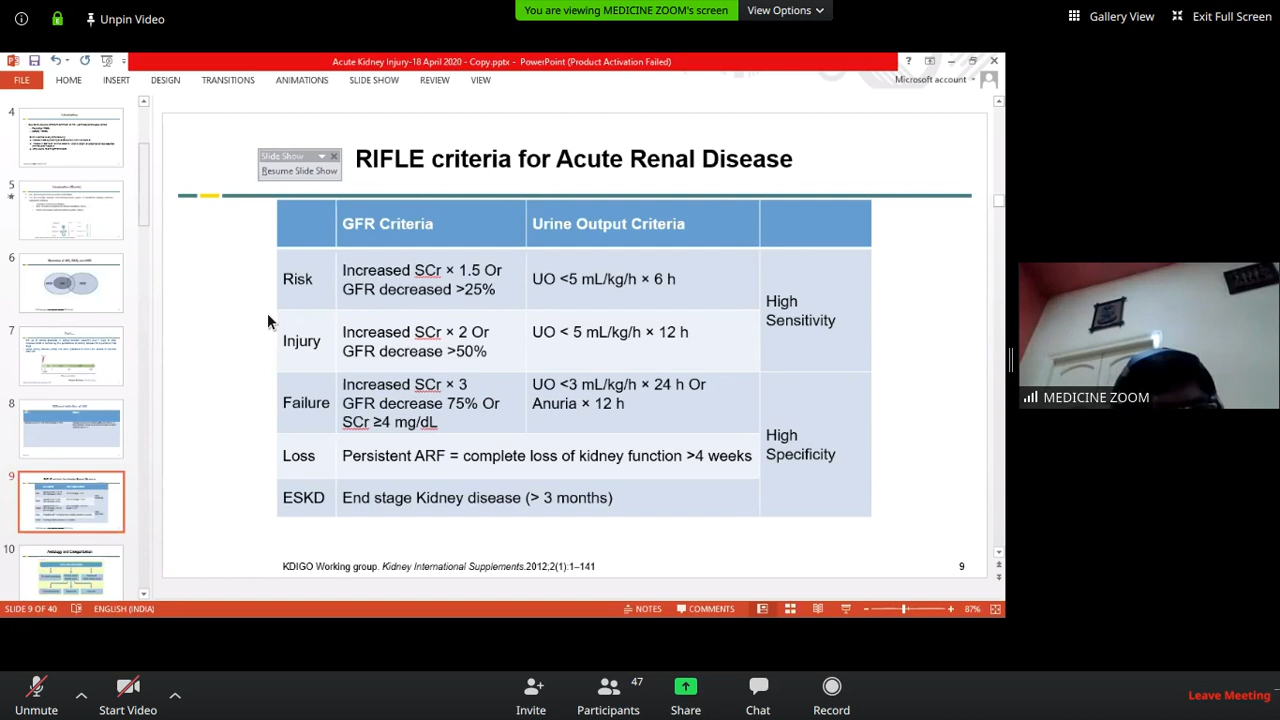 Unpin Video
You are viewing MEDICINE ZOOM's screen
View Options
Gallery View
Exit Full Screen
Acute Kidney Injury-18 April 2020 - Copy.pptx - PowerPoint (Product Activation Failed)
FILE
HOME
INSERT
DESIGN
TRANSITIONS
ANIMATIONS
SLIDE SHOW
REVIEW
VIEW
Microsoft account
4
5
6
7
8
9
10
Slide Show
Resume Slide Show
RIFLE criteria for Acute Renal Disease
GFR Criteria
Urine Output Criteria
Risk
Increased SCr × 1.5 Or
GFR decreased >25%
UO <5 mL/kg/h × 6 h
High
Sensitivity
Injury
Increased SCr × 2 Or
GFR decrease >50%
UO < 5 mL/kg/h × 12 h
Failure
Increased SCr × 3
GFR decrease 75% Or
SCr ≥4 mg/dL
UO <3 mL/kg/h × 24 h Or
Anuria × 12 h
High
Specificity
Loss
Persistent ARF = complete loss of kidney function >4 weeks
ESKD
End stage Kidney disease (> 3 months)
KDIGO Working group. Kidney International Supplements.2012;2(1):1–141
9
MEDICINE ZOOM
SLIDE 9 OF 40
ENGLISH (INDIA)
NOTES
COMMENTS
87%
Unmute
Start Video
Invite
47
Participants
Share
Chat
Record
Leave Meeting